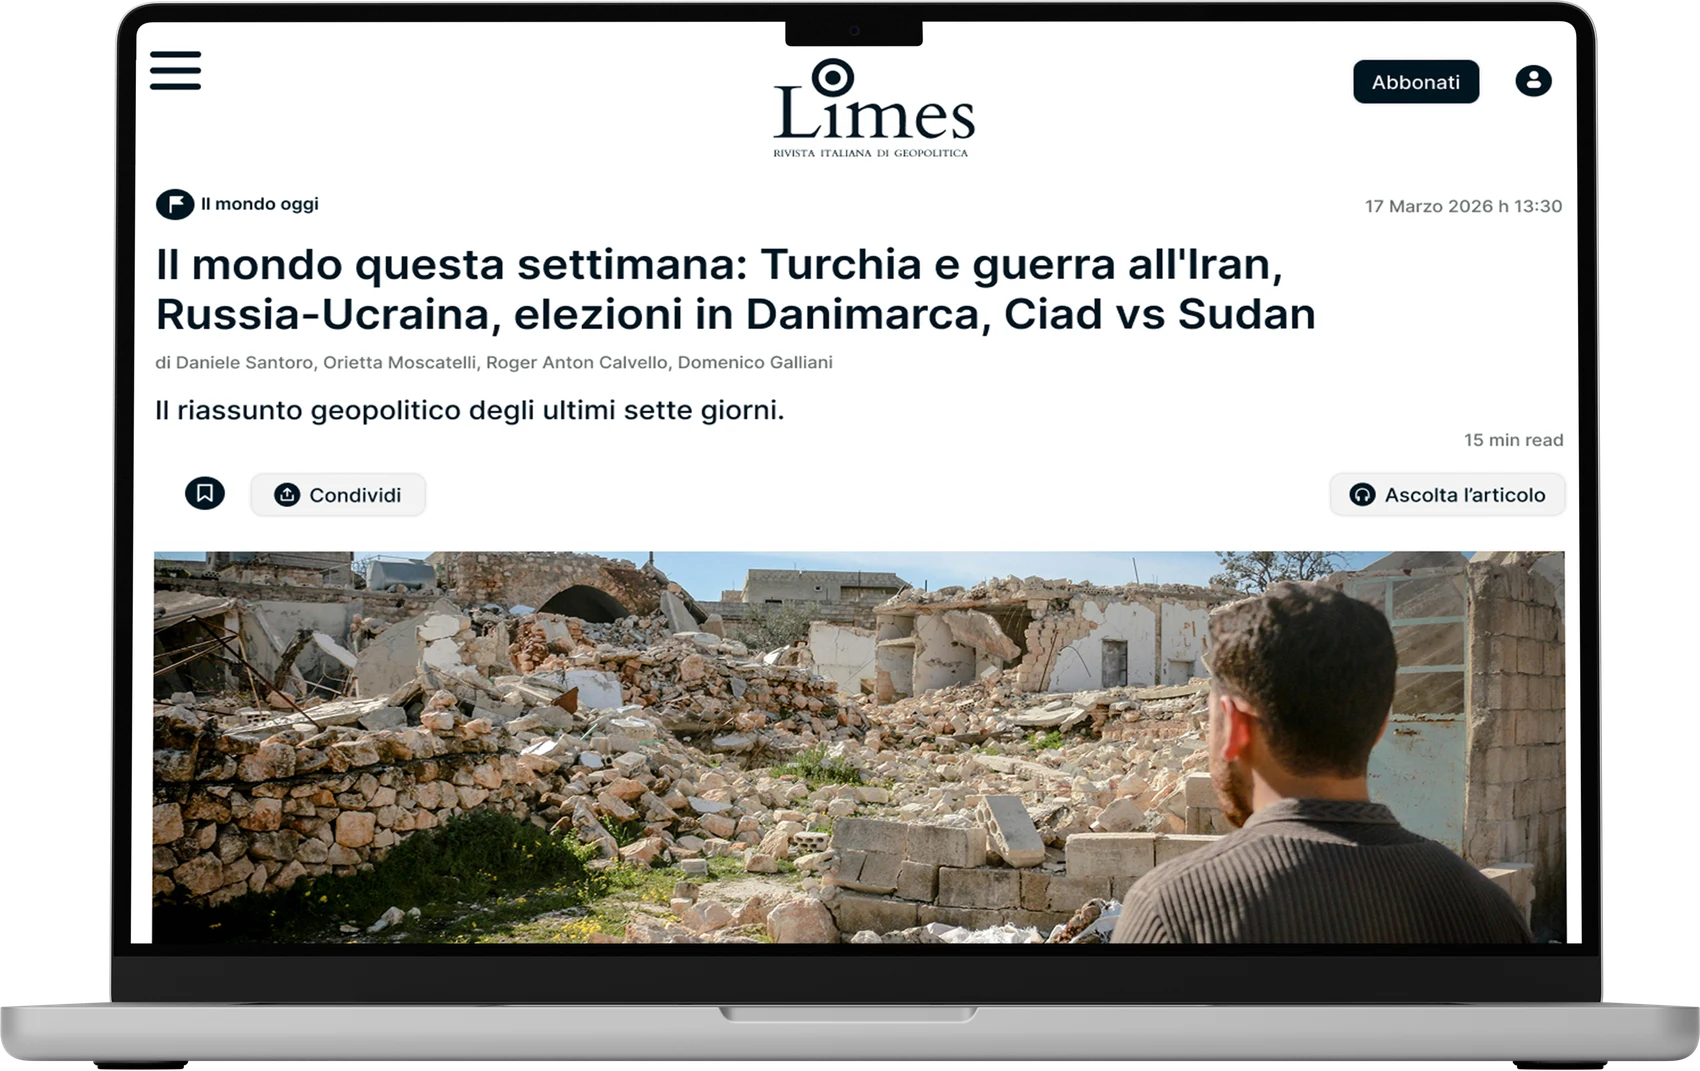 Limes
RIVISTA ITALIANA DI GEOPOLITICA
Abbonati
Il mondo oggi
17 Marzo 2026 h 13:30
Il mondo questa settimana: Turchia e guerra all'Iran,
Russia-Ucraina, elezioni in Danimarca, Ciad vs Sudan
di Daniele Santoro, Orietta Moscatelli, Roger Anton Calvello, Domenico Galliani
Il riassunto geopolitico degli ultimi sette giorni.
15 min read
Condividi
Ascolta l’articolo